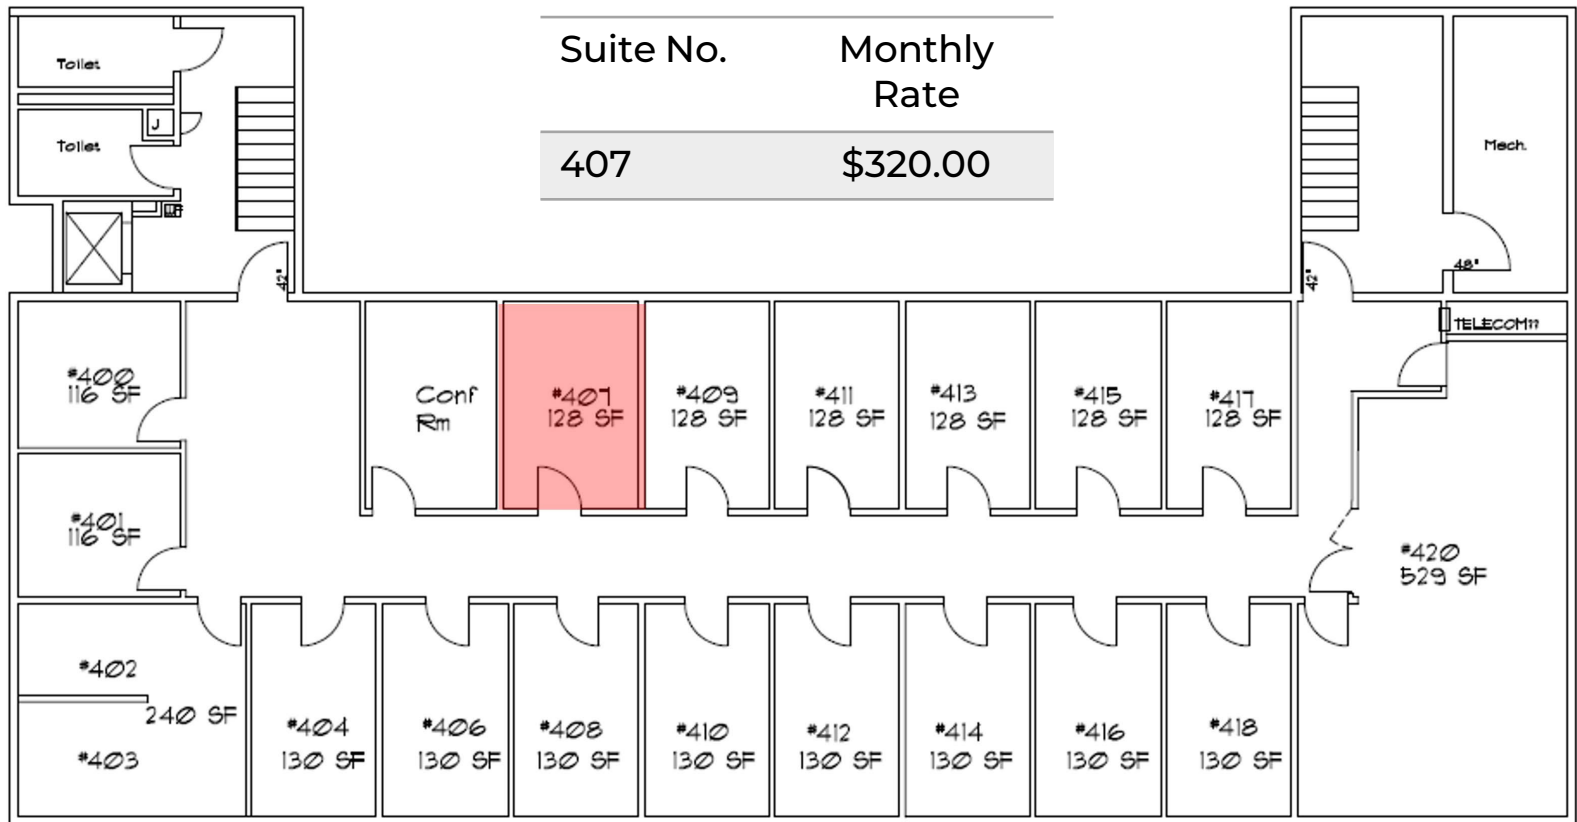 Suite No. Monthly
Rate
407 $320.00
Toilet
J
Toilet
42"
42"
Mech.
48"
TELECOM
#400
116 SF
Conf
Rm
#407
128 SF
#409
128 SF
#411
128 SF
#413
128 SF
#415
128 SF
#417
128 SF
#401
116 SF
#420
529 SF
#402
240 SF
#403
#404
130 SF
#406
130 SF
#408
130 SF
#410
130 SF
#412
130 SF
#414
130 SF
#416
130 SF
#418
130 SF